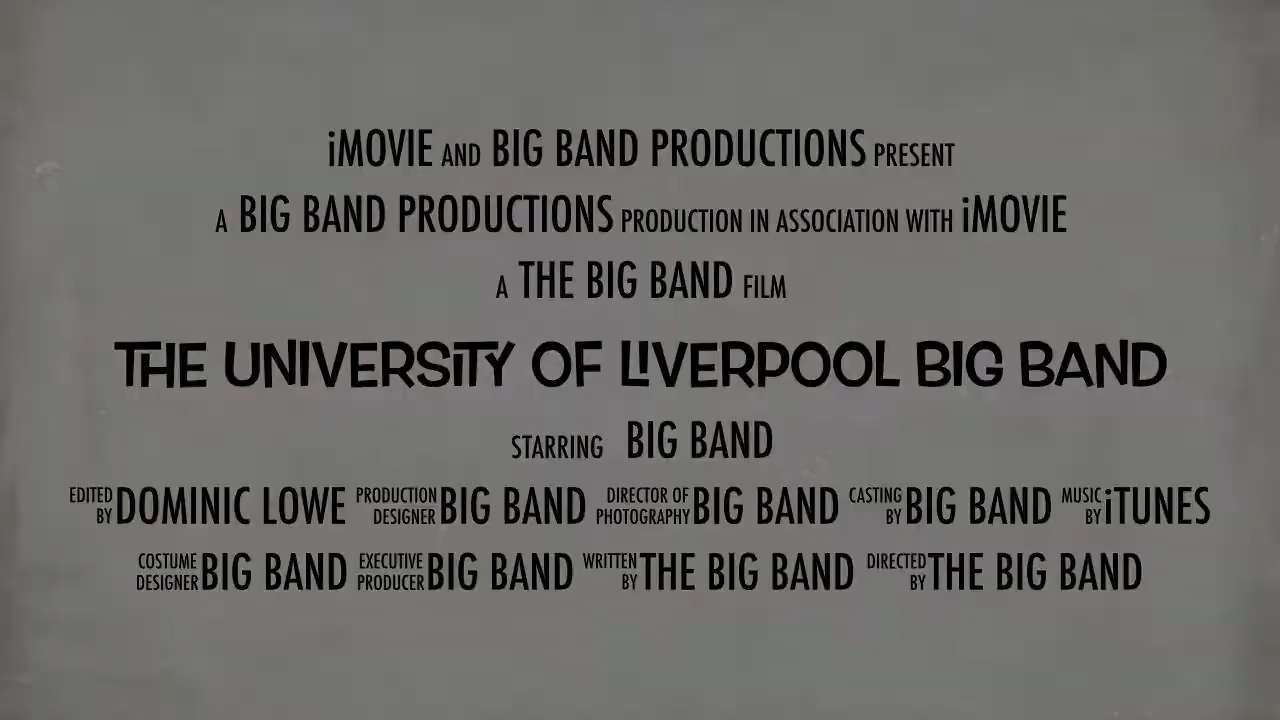 iMOVIE AND BIG BAND PRODUCTIONS PRESENT
A BIG BAND PRODUCTIONS PRODUCTION IN ASSOCIATION WITH iMOVIE
A THE BIG BAND FILM
THE UNIVERSITY OF LIVERPOOL BIG BAND
STARRING BIG BAND
EDITED BY DOMINIC LOWE PRODUCTION DESIGNER BIG BAND DIRECTOR OF PHOTOGRAPHY BIG BAND CASTING BY BIG BAND MUSIC BY iTUNES
COSTUME DESIGNER BIG BAND EXECUTIVE PRODUCER BIG BAND WRITTEN BY THE BIG BAND DIRECTED BY THE BIG BAND